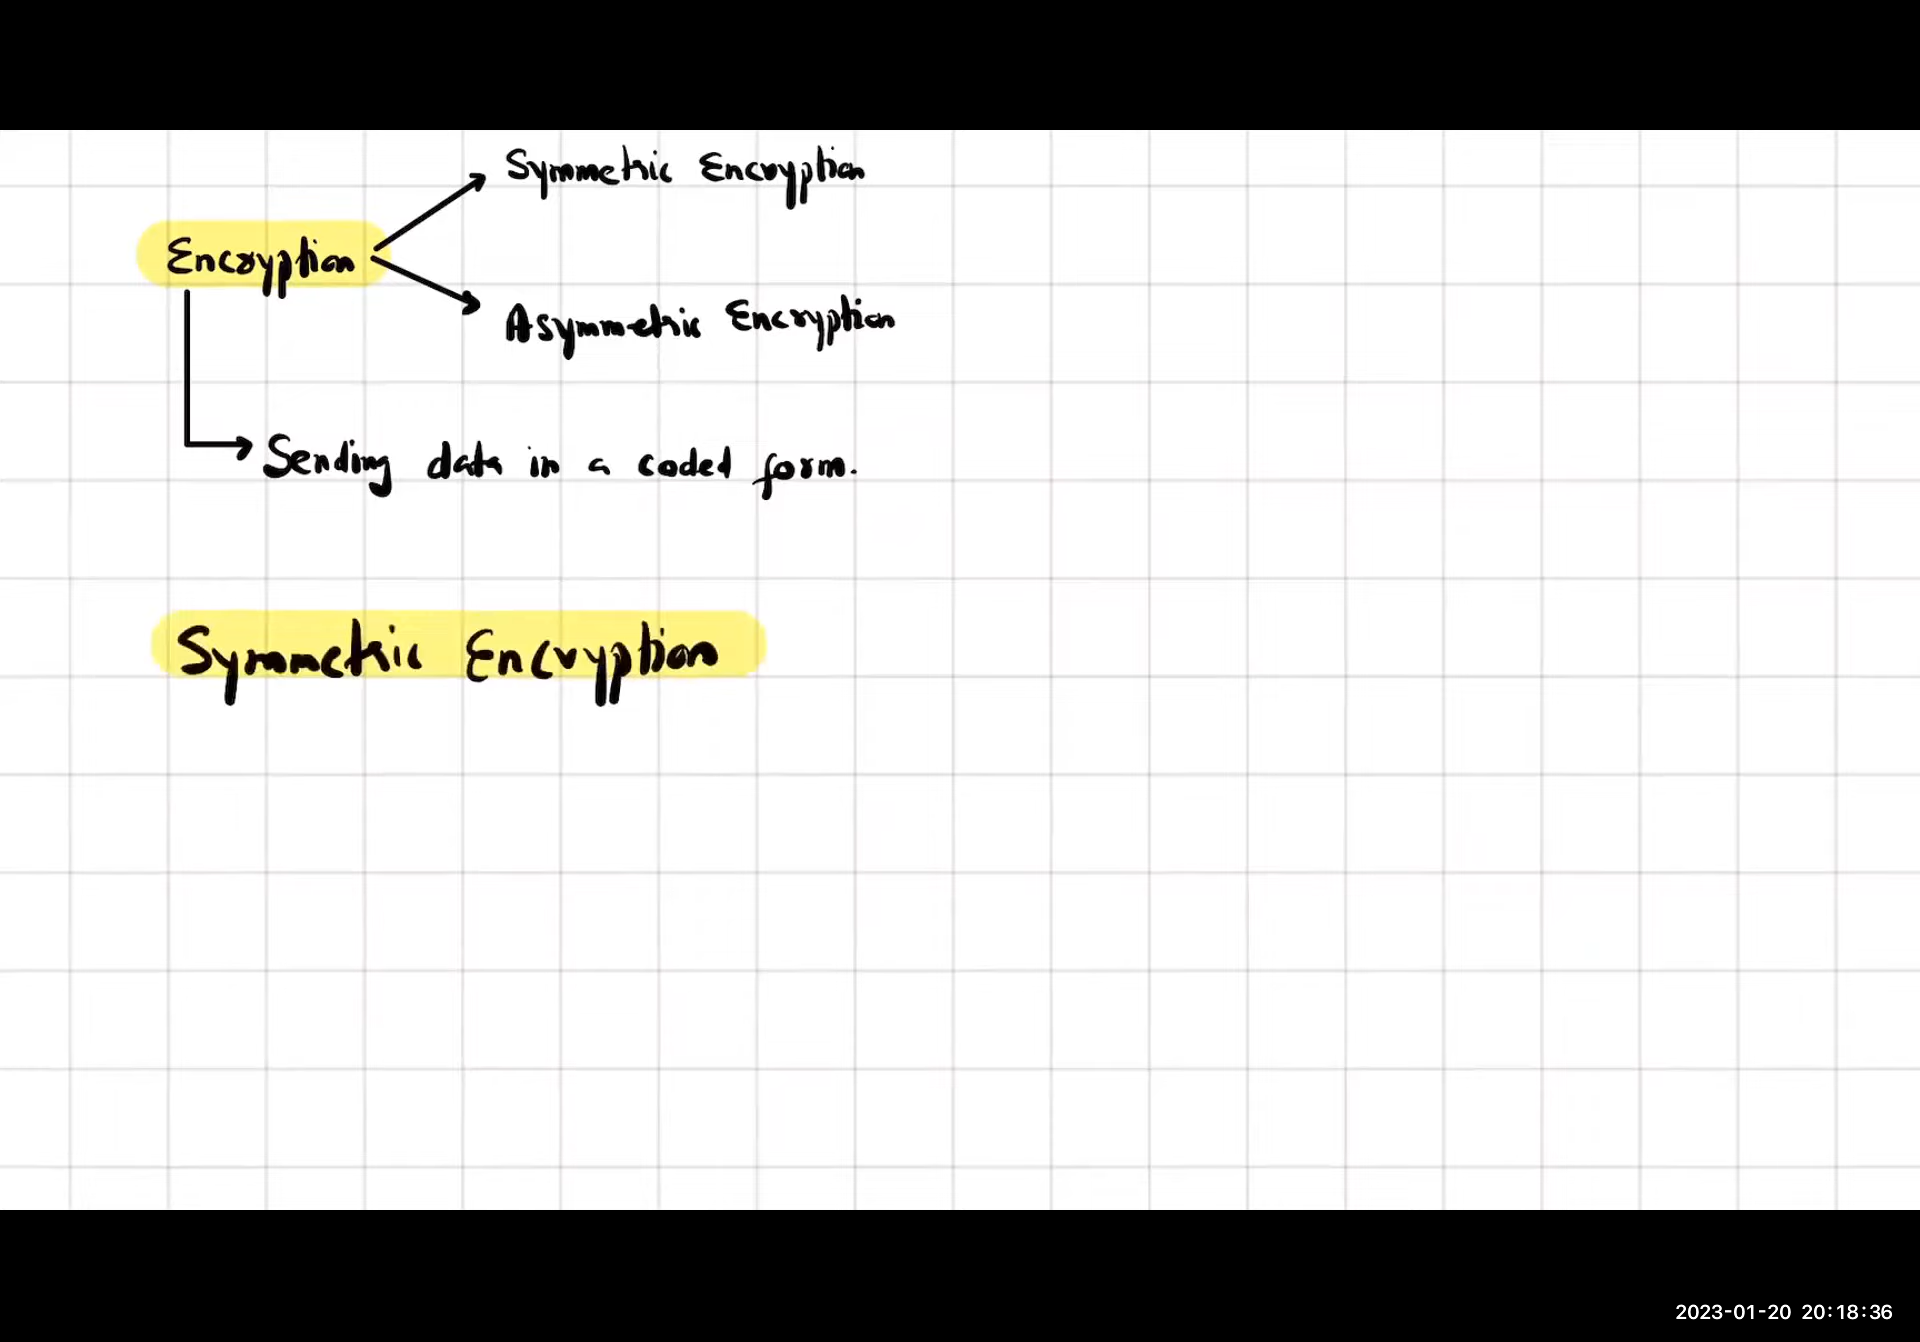 Symmetric Encryption
Encryption
Asymmetric Encryption
Sending data in a coded form.
Symmetric Encryption
2023-01-20 20:18:36